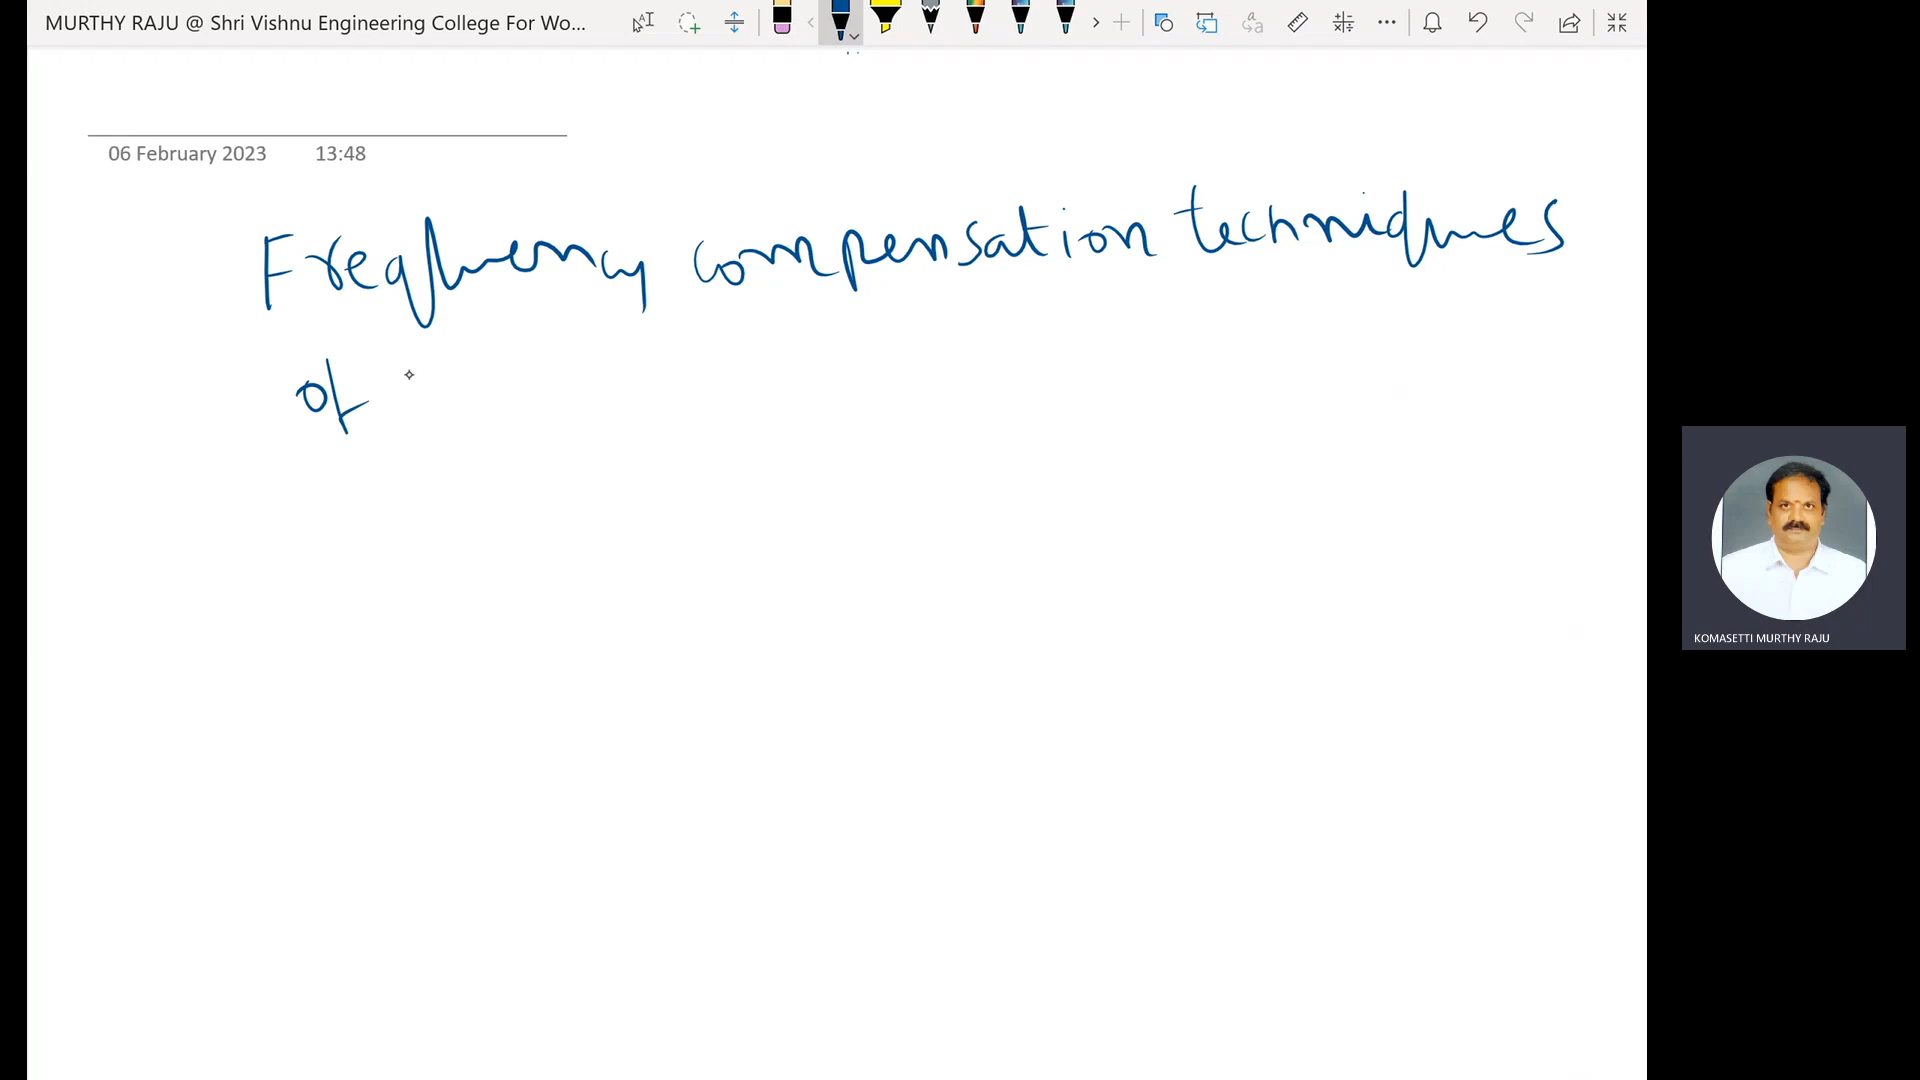 MURTHY RAJU @ Shri Vishnu Engineering College For Wo...
06 February 2023 13:48
Frequency compensation techniques
of
KOMASETTI MURTHY RAJU